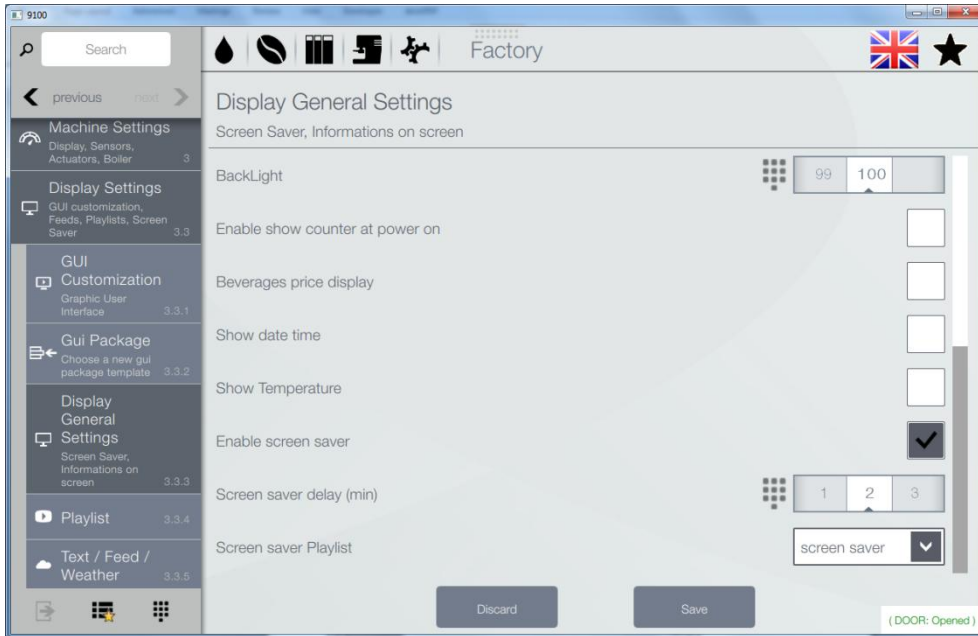 9100
Search
Factory
previous next
Machine Settings
Display, Sensors,
Actuators, Boiler 3
Display Settings
GUI customization,
Feeds, Playlists, Screen
Saver 3.3
GUI
Customization
Graphic User
Interface 3.3.1
Gui Package
Choose a new gui
package template 3.3.2
Display
General
Settings
Screen Saver,
Informations on
screen 3.3.3
Playlist 3.3.4
Text / Feed /
Weather 3.3.5
Display General Settings
Screen Saver, Informations on screen
BackLight 99 100
Enable show counter at power on
Beverages price display
Show date time
Show Temperature
Enable screen saver
Screen saver delay (min) 1 2 3
Screen saver Playlist screen saver
Discard Save
( DOOR: Opened )